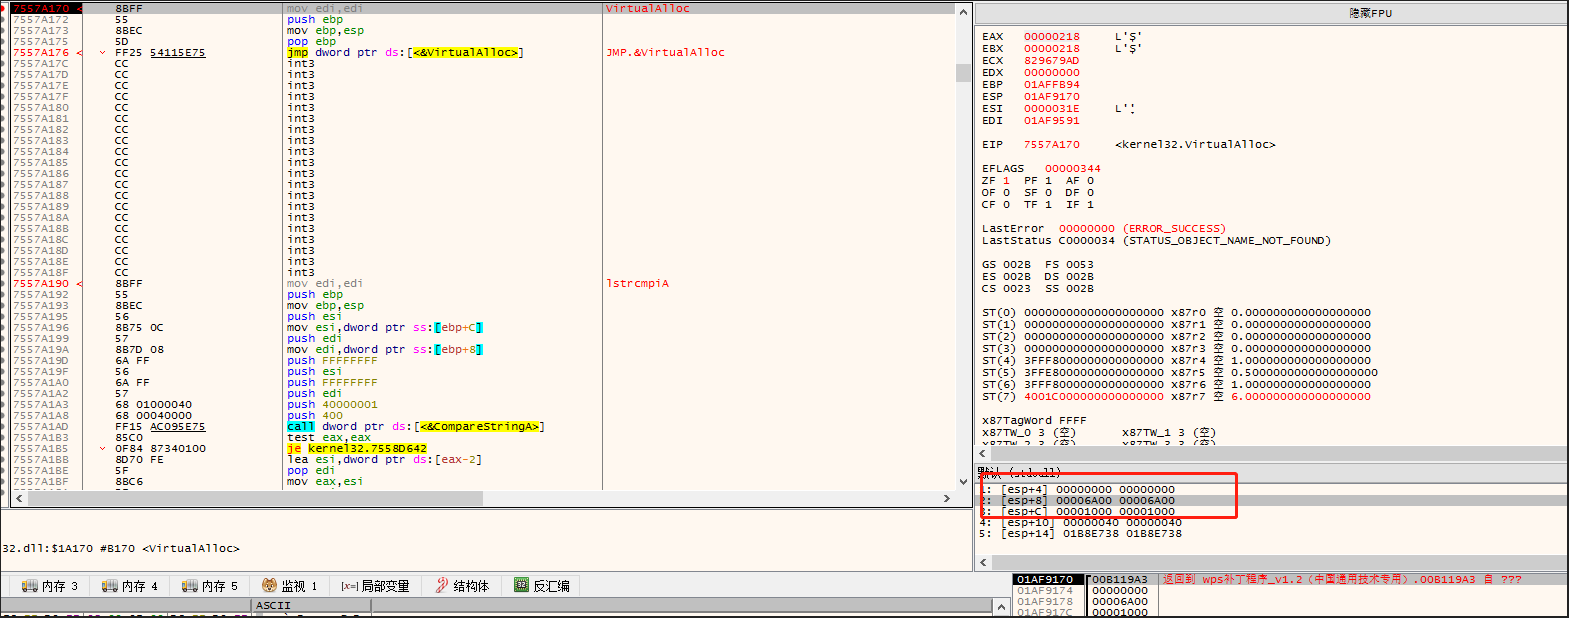 7557A170 < 8BFF mov edi,edi VirtualAlloc
7557A172 55 push ebp
7557A173 8BEC mov ebp,esp
7557A175 5D pop ebp
7557A176 < FF25 54115E75 jmp dword ptr ds:[<&VirtualAlloc>] JMP.&VirtualAlloc
7557A17C CC int3
7557A17D CC int3
7557A17E CC int3
7557A17F CC int3
7557A180 CC int3
7557A181 CC int3
7557A182 CC int3
7557A183 CC int3
7557A184 CC int3
7557A185 CC int3
7557A186 CC int3
7557A187 CC int3
7557A188 CC int3
7557A189 CC int3
7557A18A CC int3
7557A18B CC int3
7557A18C CC int3
7557A18D CC int3
7557A18E CC int3
7557A18F CC int3
7557A190 < 8BFF mov edi,edi lstrcmpiA
7557A192 55 push ebp
7557A193 8BEC mov ebp,esp
7557A195 56 push esi
7557A196 8B75 0C mov esi,dword ptr ss:[ebp+C]
7557A199 57 push edi
7557A19A 8B7D 08 mov edi,dword ptr ss:[ebp+8]
7557A19D 6A FF push FFFFFFFF
7557A19F 56 push esi
7557A1A0 6A FF push FFFFFFFF
7557A1A2 57 push edi
7557A1A3 68 01000040 push 40000001
7557A1A8 68 00040000 push 400
7557A1AD FF15 AC095E75 call dword ptr ds:[<&CompareStringA>]
7557A1B3 85C0 test eax,eax
7557A1B5 0F84 87340100 je kernel32.7558D642
7557A1BB 8D70 FE lea esi,dword ptr ds:[eax-2]
7557A1BE 5F pop edi
7557A1BF 8BC6 mov eax,esi
32.dll:$1A170 #B170 <VirtualAlloc>
内存 3 内存 4 内存 5 监视 1 [x=] 局部变量 结构体 反汇编
ASCII
隐藏FPU
EAX 00000218 L'Ș'
EBX 00000218 L'Ș'
ECX 829679AD
EDX 00000000
EBP 01AFFB94
ESP 01AF9170
ESI 0000031E
EDI 01AF9591
EIP 7557A170 <kernel32.VirtualAlloc>
EFLAGS 00000344
ZF 1 PF 1 AF 0
OF 0 SF 0 DF 0
CF 0 TF 1 IF 1
LastError 00000000 (ERROR_SUCCESS)
LastStatus C0000034 (STATUS_OBJECT_NAME_NOT_FOUND)
GS 002B FS 0053
ES 002B DS 002B
CS 0023 SS 002B
ST(0) 00000000000000000000 x87r0 空 0.000000000000000000
ST(1) 00000000000000000000 x87r1 空 0.000000000000000000
ST(2) 00000000000000000000 x87r2 空 0.000000000000000000
ST(3) 00000000000000000000 x87r3 空 0.000000000000000000
ST(4) 3FFF8000000000000000 x87r4 空 1.000000000000000000
ST(5) 3FFE8000000000000000 x87r5 空 0.5000000000000000000
ST(6) 3FFF8000000000000000 x87r6 空 1.000000000000000000
ST(7) 4001C000000000000000 x87r7 空 6.000000000000000000
x87TagWord FFFF
x87TW_0 3 (空) x87TW_1 3 (空)
x87TW_2 3 (空) x87TW_3 3 (空)
默认 (stdcall)
1: [esp+4] 00000000 00000000
2: [esp+8] 00006A00 00006A00
3: [esp+C] 00001000 00001000
4: [esp+10] 00000040 00000040
5: [esp+14] 01B8E738 01B8E738
01AF9170 00B119A3 返回到 wps补丁程序_v1.2（中国通用技术专用）.00B119A3 自 ???
01AF9174 00000000
01AF9178 00006A00
01AF917C 00001000